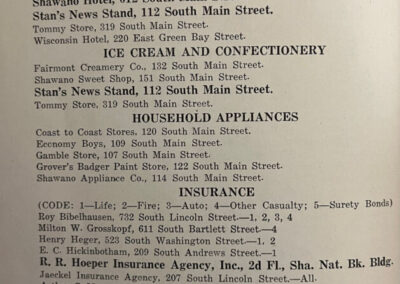 Shawano Hotel, 
Stan's News Stand, 112 South Main Street.
Tommy Store, 319 South Main Street.
Wisconsin Hotel, 220 East Green Bay Street.
ICE CREAM AND CONFECTIONERY
Fairmont Creamery Co., 132 South Main Street.
Shawano Sweet Shop, 151 South Main Street.
Stan's News Stand, 112 South Main Street.
Tommy Store, 319 South Main Street.
HOUSEHOLD APPLIANCES
Coast to Coast Stores, 120 South Main Street.
Economy Boys, 109 South Main Street.
Gamble Store, 107 South Main Street.
Grover's Badger Paint Store, 122 South Main Street.
Shawano Appliance Co., 114 South Main Street.
INSURANCE
(CODE: 1—Life; 2—Fire; 3—Auto; 4—Other Casualty; 5—Surety Bonds)
Roy Bibelhausen, 732 South Lincoln Street.—1, 2, 3, 4
Milton W. Grosskopf, 611 South Bartlett Street.—4
Henry Heger, 523 South Washington Street.—1, 2
E. C. Hickinbotham, 209 South Andrews Street.—1
R. R. Hoeper Insurance Agency, Inc., 2d Fl., Sha. Nat. Bk. Bldg.
Jaeckel Insurance Agency, 207 South Lincoln Street.—All.